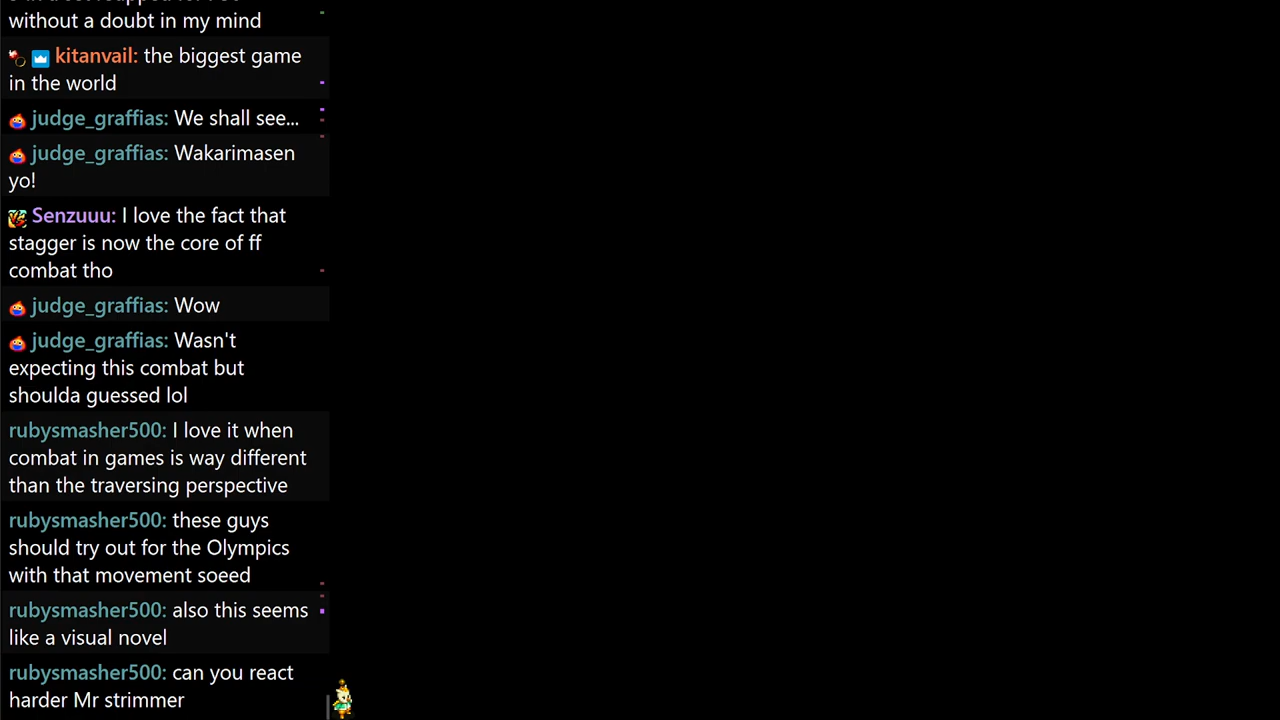 without a doubt in my mind
kitanvail: the biggest game
in the world
judge_graffias: We shall see...
judge_graffias: Wakarimasen
yo!
Senzuuu: I love the fact that
stagger is now the core of ff
combat tho
judge_graffias: Wow
judge_graffias: Wasn't
expecting this combat but
shoulda guessed lol
rubysmasher500: I love it when
combat in games is way different
than the traversing perspective
rubysmasher500: these guys
should try out for the Olympics
with that movement soeed
rubysmasher500: also this seems
like a visual novel
rubysmasher500: can you react
harder Mr strimmer